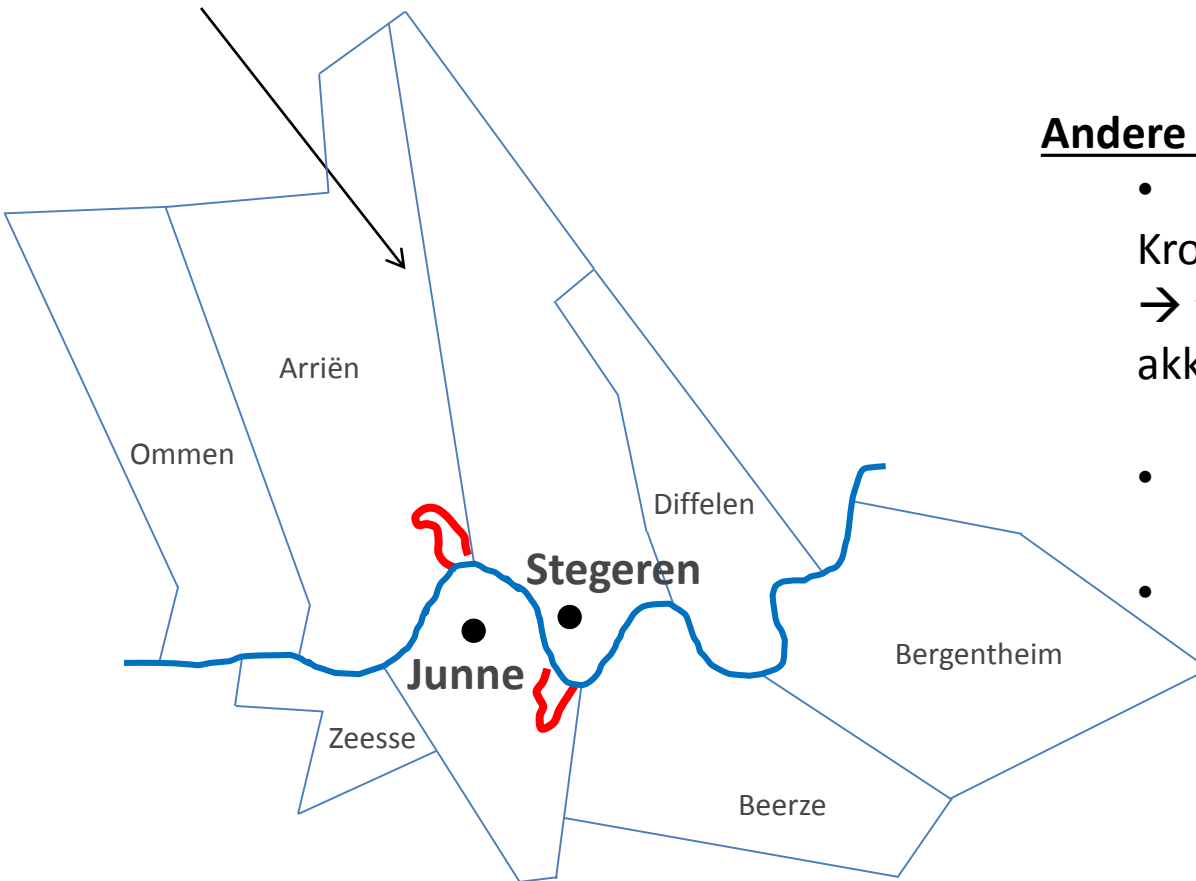 Andere
•
Kro
→
akk
•
•
Arriën
Ommen
Diffelen
Stegeren
Junne
Bergentheim
Zeesse
Beerze